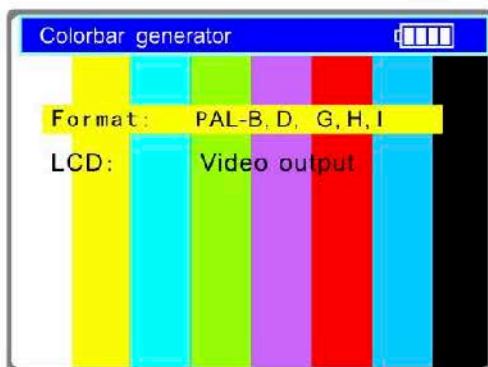 Colorbar generator
Format: PAL-B, D, G, H, I
LCD: Video output